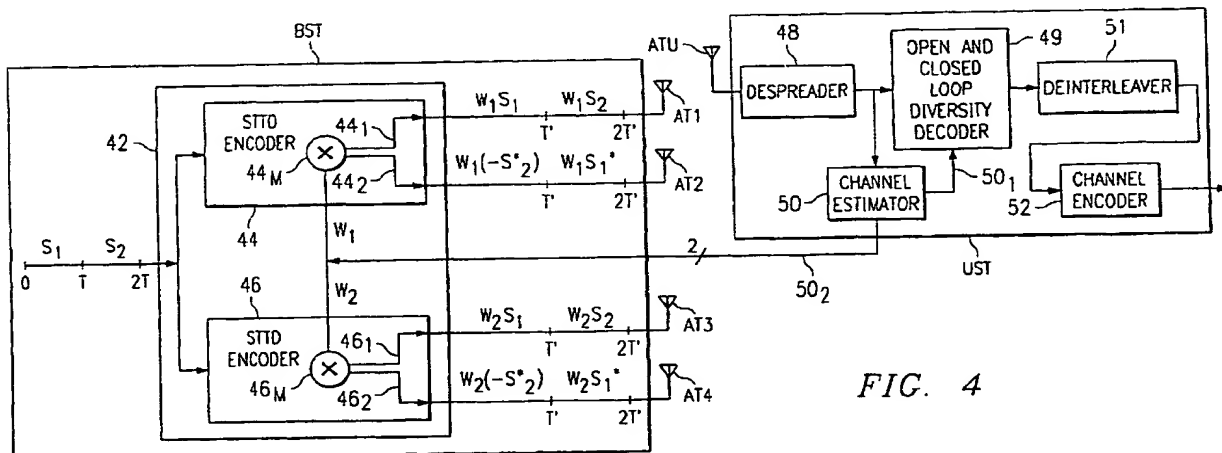 BST
42
STTD
ENCODER
44₁
44M
44₂
44
W₁S₁
W₁S₂
T'
2T'
AT1
W₁(-S*₂)
W₁S₁*
T'
2T'
AT2
W₁
S₁
S₂
0
T
2T
W₂
2
50₂
46
STTD
ENCODER
46₁
46M
46₂
W₂S₁
W₂S₂
T'
2T'
AT3
W₂(-S*₂)
W₂S₁*
T'
2T'
AT4
ATU
48
DESPREADER
OPEN AND
CLOSED
LOOP
DIVERSITY
DECODER
49
51
DEINTERLEAVER
50
CHANNEL
ESTIMATOR
50₁
CHANNEL
ENCODER
52
UST
FIG. 4